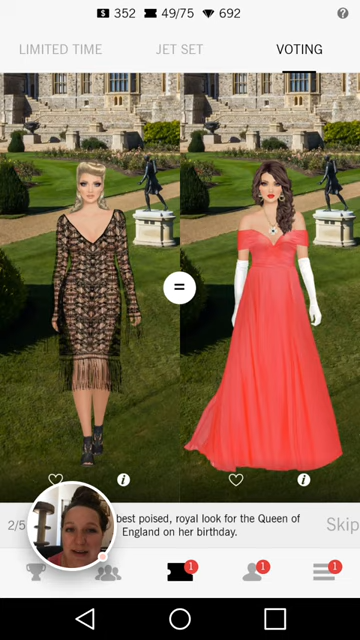 352 49/75 692 ?
LIMITED TIME JET SET VOTING
=
i i
2/5 best poised, royal look for the Queen of Skip
England on her birthday.
1 1 1